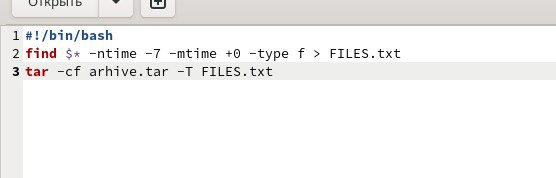 Открыть
1 #!/bin/bash
2 find $* -ntime -7 -mtime +0 -type f > FILES.txt
3 tar -cf arhive.tar -T FILES.txt